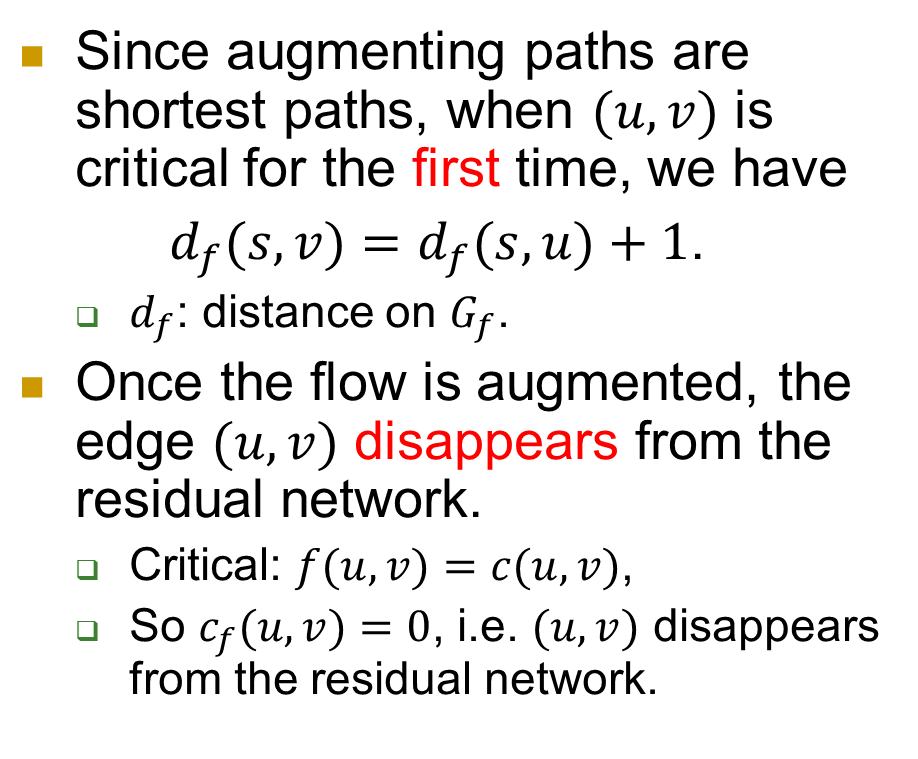 Since augmenting paths are
shortest paths, when (u, v) is
critical for the first time, we have
d_f(s, v) = d_f(s, u) + 1.
d_f: distance on G_f.
Once the flow is augmented, the
edge (u, v) disappears from the
residual network.
Critical: f(u, v) = c(u, v),
So c_f(u, v) = 0, i.e. (u, v) disappears
from the residual network.